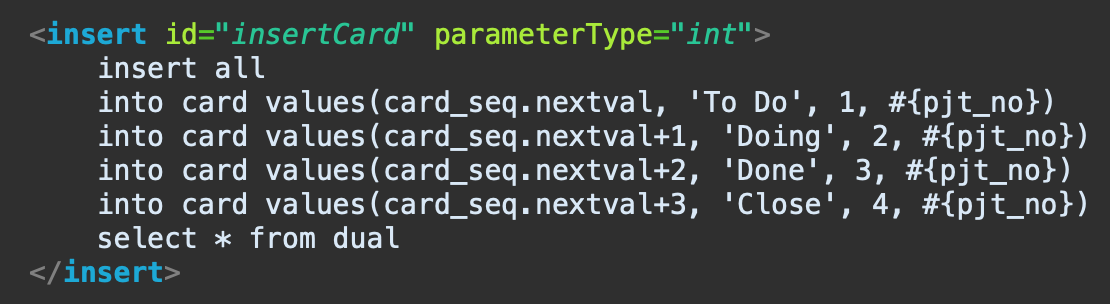 <insert id="insertCard" parameterType="int">
insert all
into card values(card_seq.nextval, 'To Do', 1, #{pjt_no})
into card values(card_seq.nextval+1, 'Doing', 2, #{pjt_no})
into card values(card_seq.nextval+2, 'Done', 3, #{pjt_no})
into card values(card_seq.nextval+3, 'Close', 4, #{pjt_no})
select * from dual
</insert>